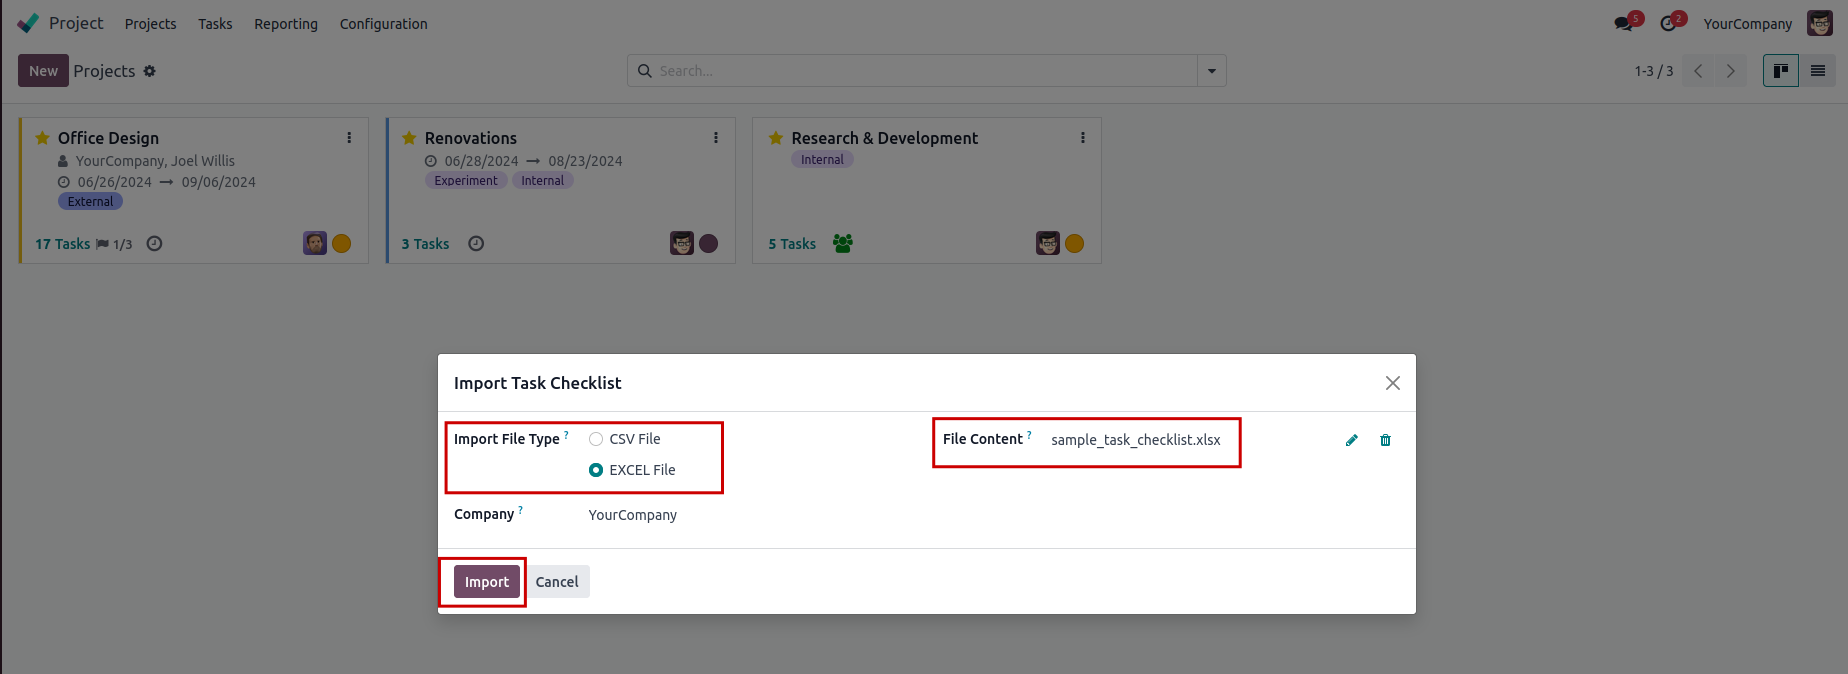 Project Projects Tasks Reporting Configuration 5 2 YourCompany
New Projects Search... 1-3 / 3
Office Design
YourCompany, Joel Willis
06/26/2024 → 09/06/2024
External
17 Tasks 1/3
Renovations
06/28/2024 → 08/23/2024
Experiment Internal
3 Tasks
Research & Development
Internal
5 Tasks
Import Task Checklist
Import File Type ? CSV File
EXCEL File
File Content ? sample_task_checklist.xlsx
Company ? YourCompany
Import Cancel